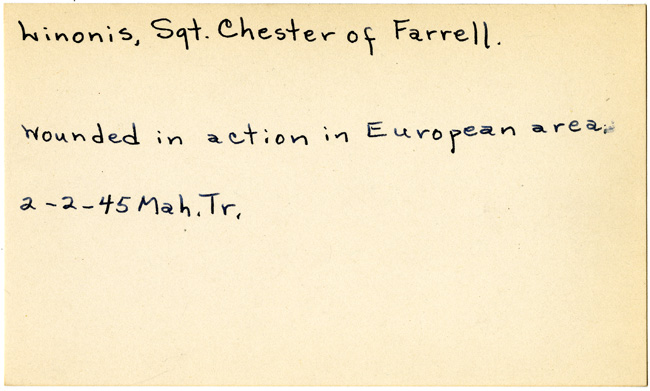 Linonis, Sgt. Chester of Farrell.
Wounded in action in European area.
2-2-45 Mah. Tr.